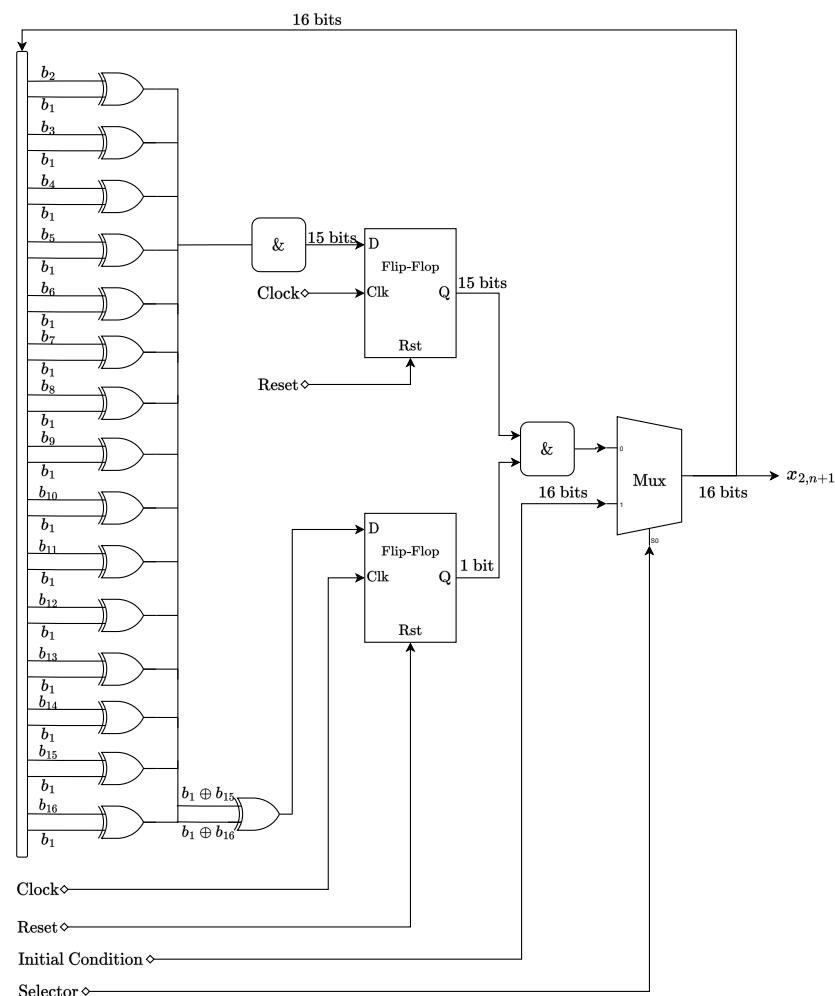 16 bits
b2
b1
b3
b1
b4
b1
b5
b1
& 15 bits D
Flip-Flop
Clock Clk Q 15 bits
b6
b1
b7
b1
Rst
Reset
b8
b1
b9
b1
& 0
Mux x2,n+1
16 bits 1 16 bits
b10
b1
S0
D
Flip-Flop
Clk Q 1 bit
b11
b1
b12
b1
Rst
b13
b1
b14
b1
b15
b1
b1 ⊕ b15
b16
b1 ⊕ b16
b1
Clock
Reset
Initial Condition
Selector